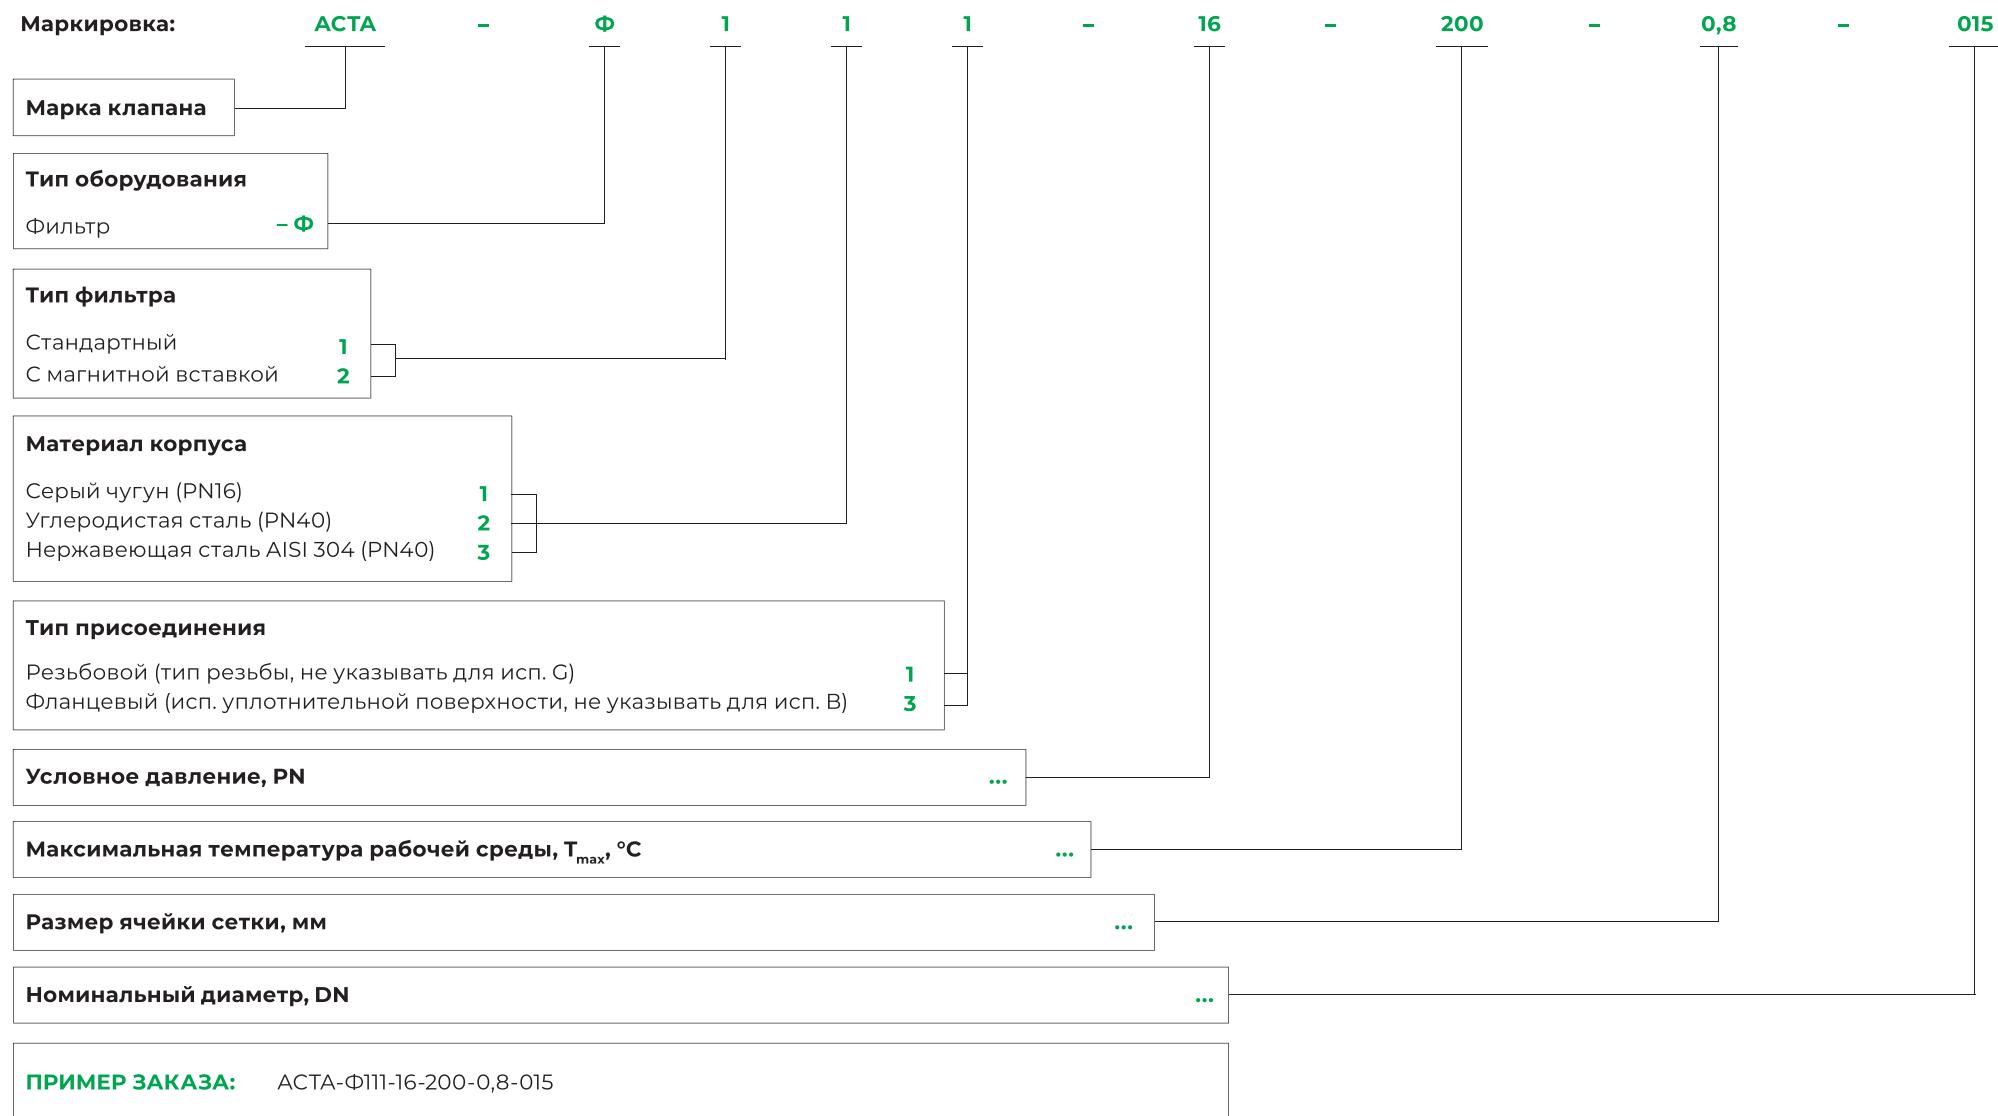 Маркировка: АСТА – Ф 1 1 1 – 16 – 200 – 0,8 – 015
Марка клапана
Тип оборудования
Фильтр – Ф
Тип фильтра
Стандартный 1
С магнитной вставкой 2
Материал корпуса
Серый чугун (PN16) 1
Углеродистая сталь (PN40) 2
Нержавеющая сталь AISI 304 (PN40) 3
Тип присоединения
Резьбовой (тип резьбы, не указывать для исп. G) 1
Фланцевый (исп. уплотнительной поверхности, не указывать для исп. B) 3
Условное давление, PN ...
Максимальная температура рабочей среды, Tmax, °C ...
Размер ячейки сетки, мм ...
Номинальный диаметр, DN ...
ПРИМЕР ЗАКАЗА: АСТА-Ф111-16-200-0,8-015